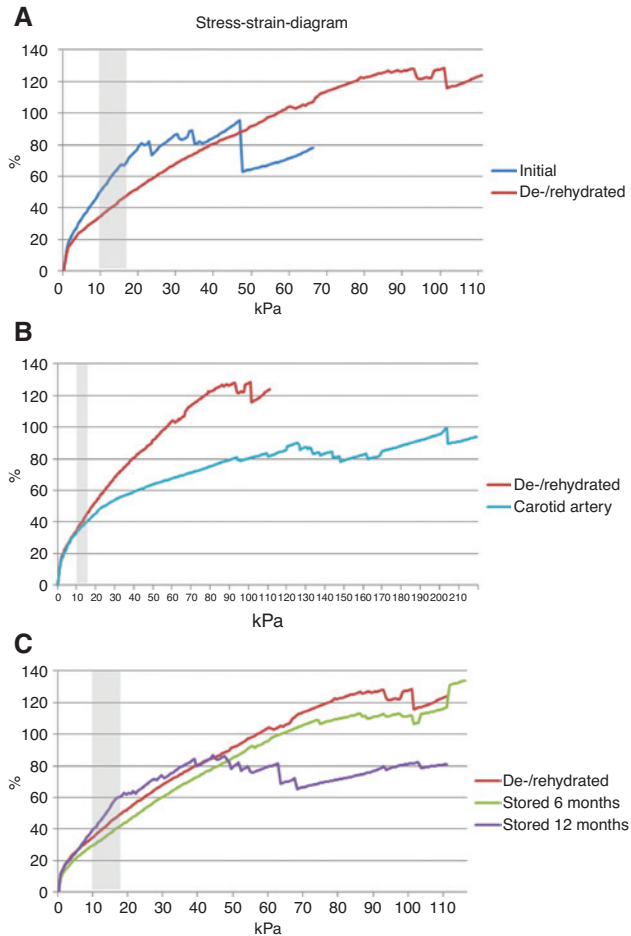 A
Stress-strain-diagram
140
120
100
80
60
40
20
0
%
0 10 20 30 40 50 60 70 80 90 100 110
kPa
Initial
De-/rehydrated
B
140
120
100
80
60
40
20
0
%
0 10 20 30 40 50 60 70 80 90 100 110 120 130 140 150 160 170 180 190 200 210
kPa
De-/rehydrated
Carotid artery
C
140
120
100
80
60
40
20
0
%
0 10 20 30 40 50 60 70 80 90 100 110
kPa
De-/rehydrated
Stored 6 months
Stored 12 months